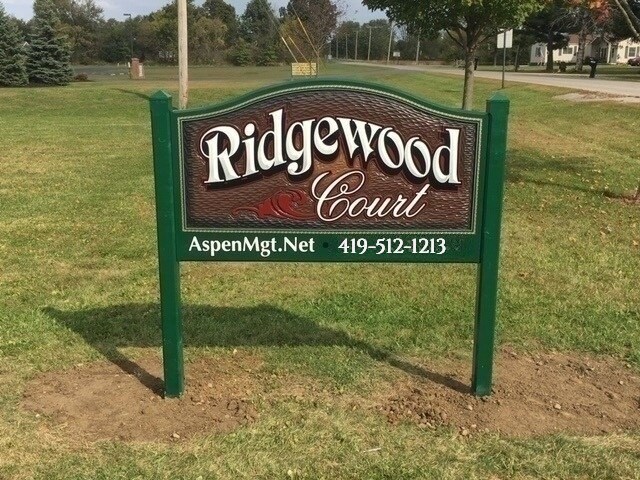 Ridgewood
Court
AspenMgt.Net • 419-512-1213